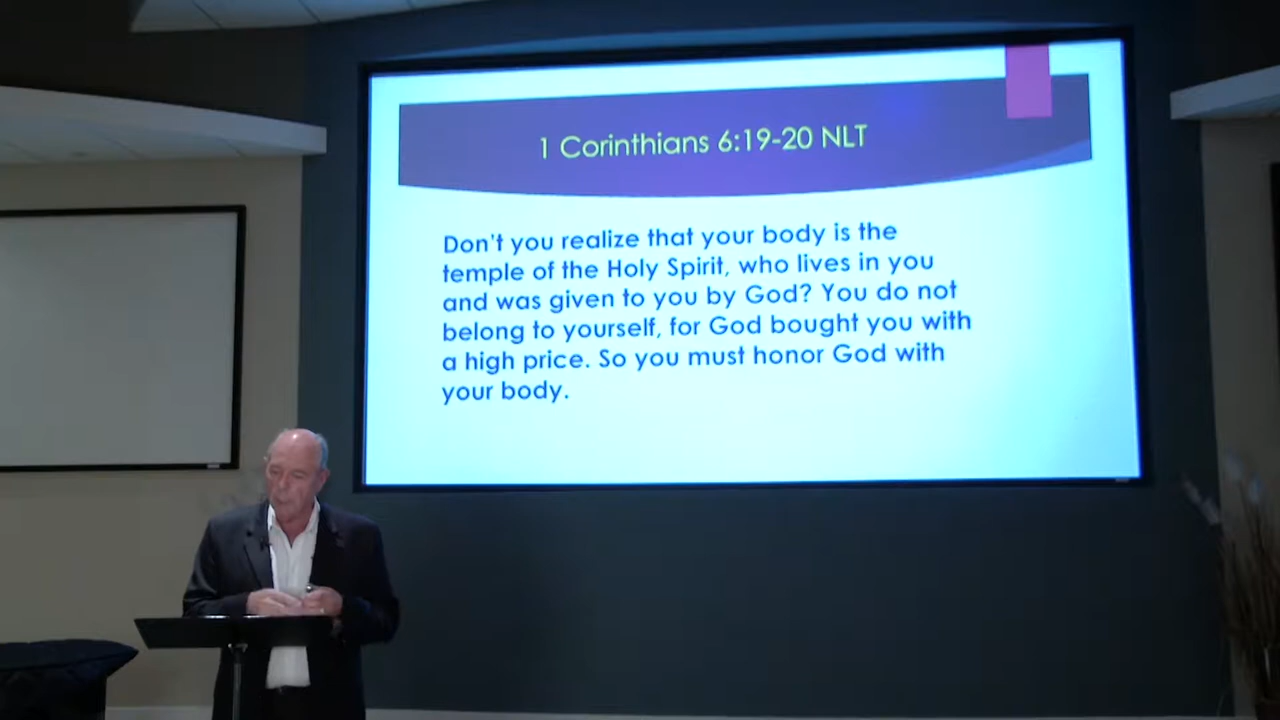 1 Corinthians 6:19-20 NLT
Don't you realize that your body is the
temple of the Holy Spirit, who lives in you
and was given to you by God? You do not
belong to yourself, for God bought you with
a high price. So you must honor God with
your body.